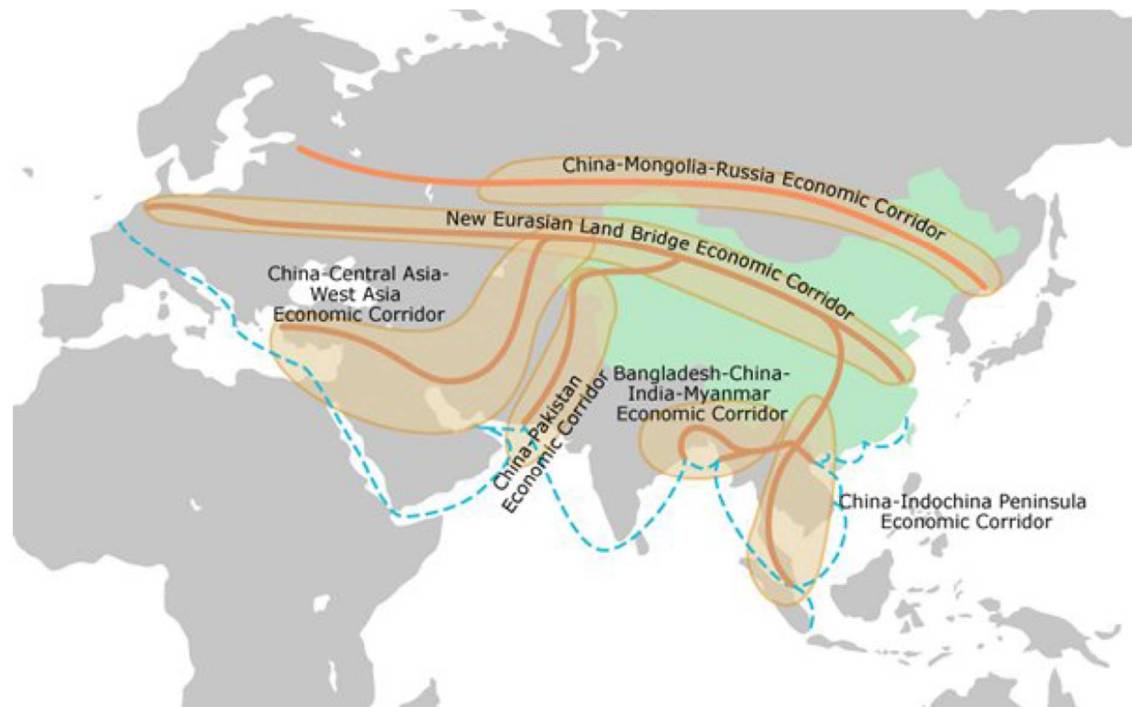 China-Mongolia-Russia Economic Corridor
New Eurasian Land Bridge Economic Corridor
China-Central Asia-
West Asia
Economic Corridor
China-Pakistan
Economic Corridor
Bangladesh-China-
India-Myanmar
Economic Corridor
China-Indochina Peninsula
Economic Corridor